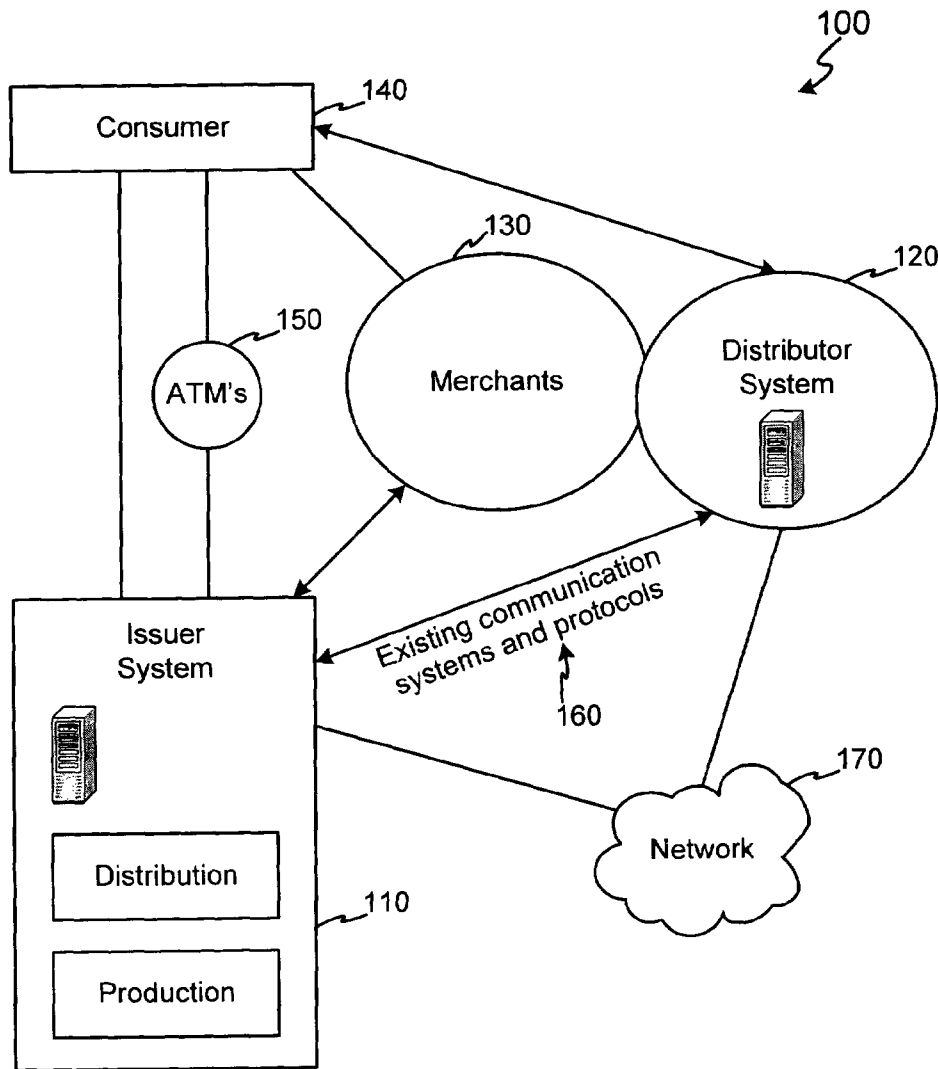 100
140
Consumer
130
120
150
Distributor
System
ATM's
Merchants
Existing communication
systems and protocols
Issuer
System
160
170
Network
Distribution
110
Production